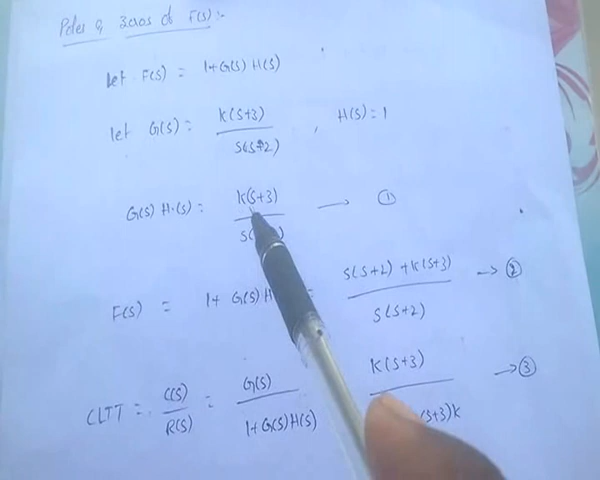 Poles & Zeros of F(s):-
let F(s) = 1+G(s) H(s)
let G(s) = K(s+3) / s(s+2) , H(s)=1
G(s) H(s) = K(s+3) / s( ) → ①
F(s) = 1+ G(s) H = s(s+2) + K(s+3) / s(s+2) → ②
CLTF = C(s) / R(s) = G(s) / 1+G(s)H(s) K(s+3) / (s+3)K → ③